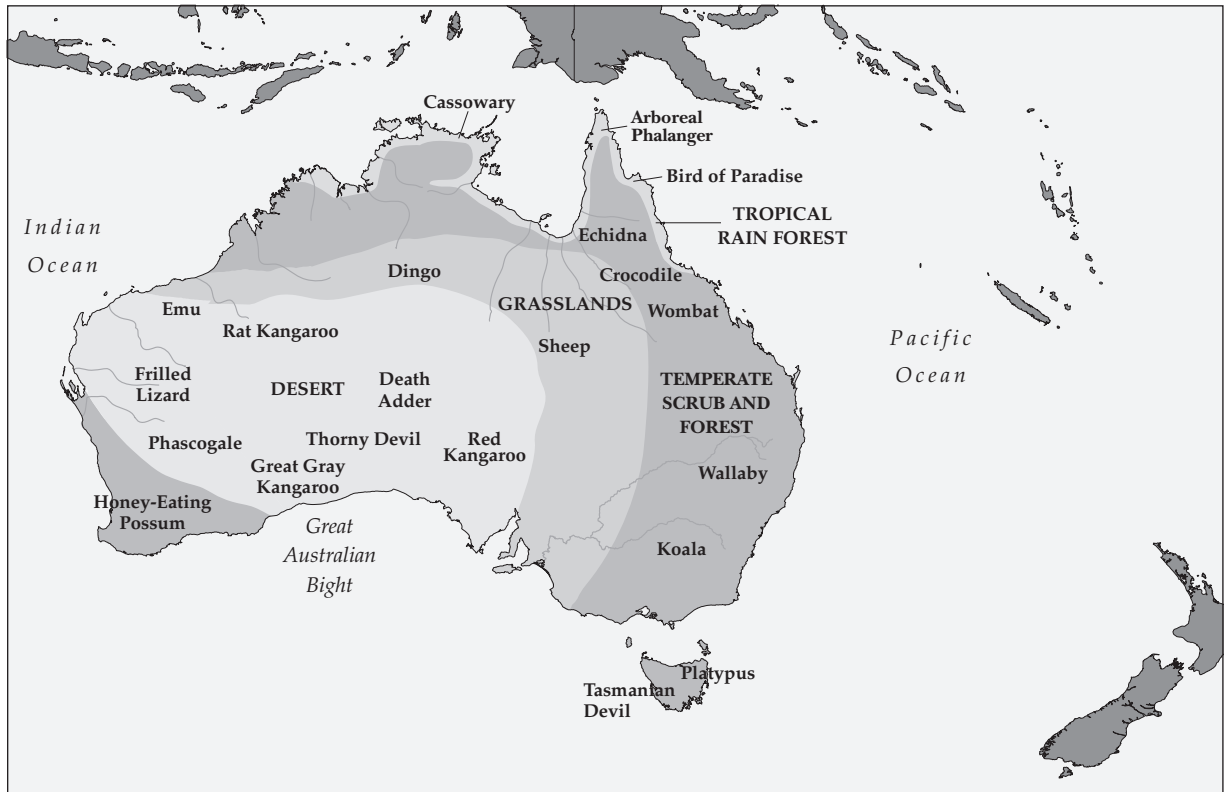 Cassowary
Arboreal
Phalanger
Bird of Paradise
TROPICAL
RAIN FOREST
Indian
Ocean
Echidna
Dingo
Crocodile
Emu
GRASSLANDS
Wombat
Rat Kangaroo
Sheep
Pacific
Ocean
Frilled
Lizard
DESERT
Death
Adder
TEMPERATE
SCRUB AND
FOREST
Phascogale
Thorny Devil
Red
Kangaroo
Great Gray
Kangaroo
Wallaby
Honey-Eating
Possum
Great
Australian
Bight
Koala
Platypus
Tasmanian
Devil